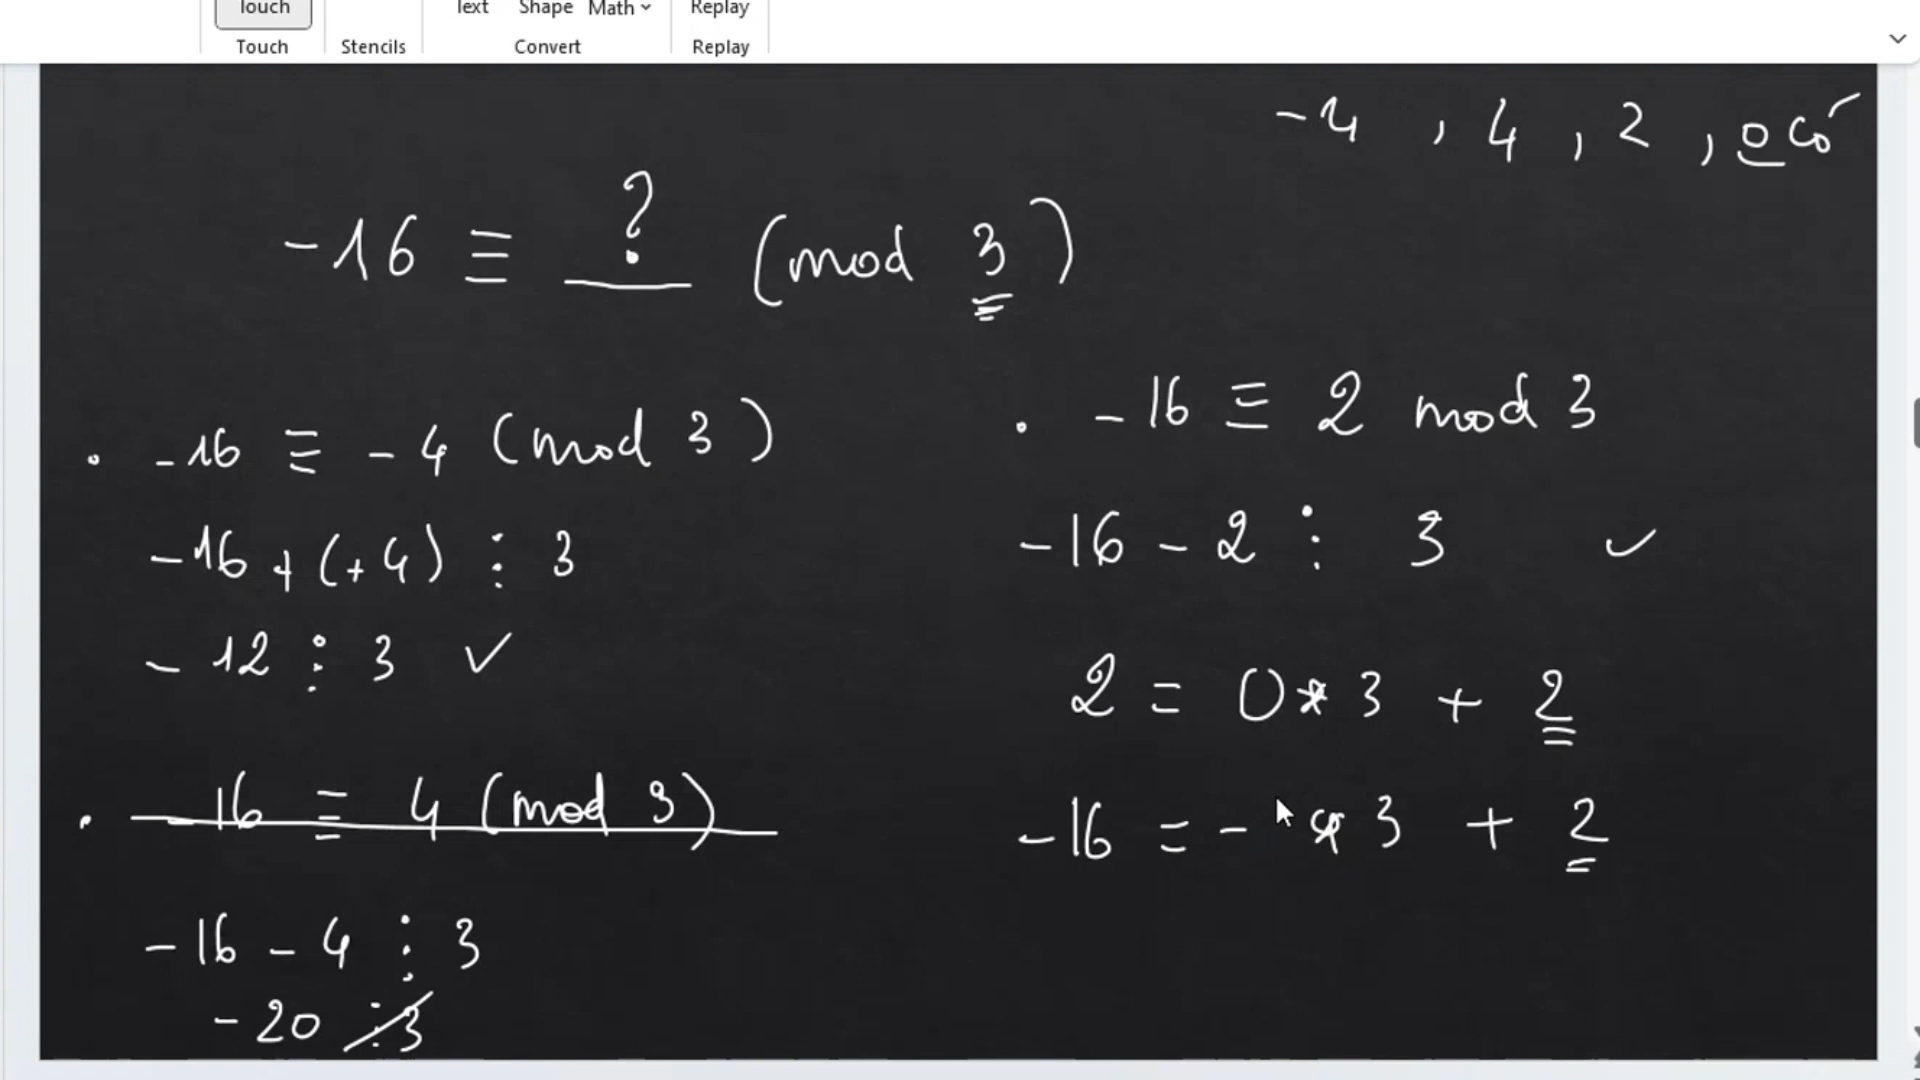 Touch Text Shape Math Replay
Touch Stencils Convert Replay
-4 , 4 , 2 , 0 có
-16 ≡ ? (mod 3)
. -16 ≡ -4 (mod 3)
-16 + (+4) ⋮ 3
-12 ⋮ 3 ✓
. -16 ≡ 4 (mod 3)
-16 - 4 ⋮ 3
-20 ⋮ 3
. -16 ≡ 2 mod 3
-16 - 2 ⋮ 3 ✓
2 = 0 * 3 + 2
-16 = - * 3 + 2